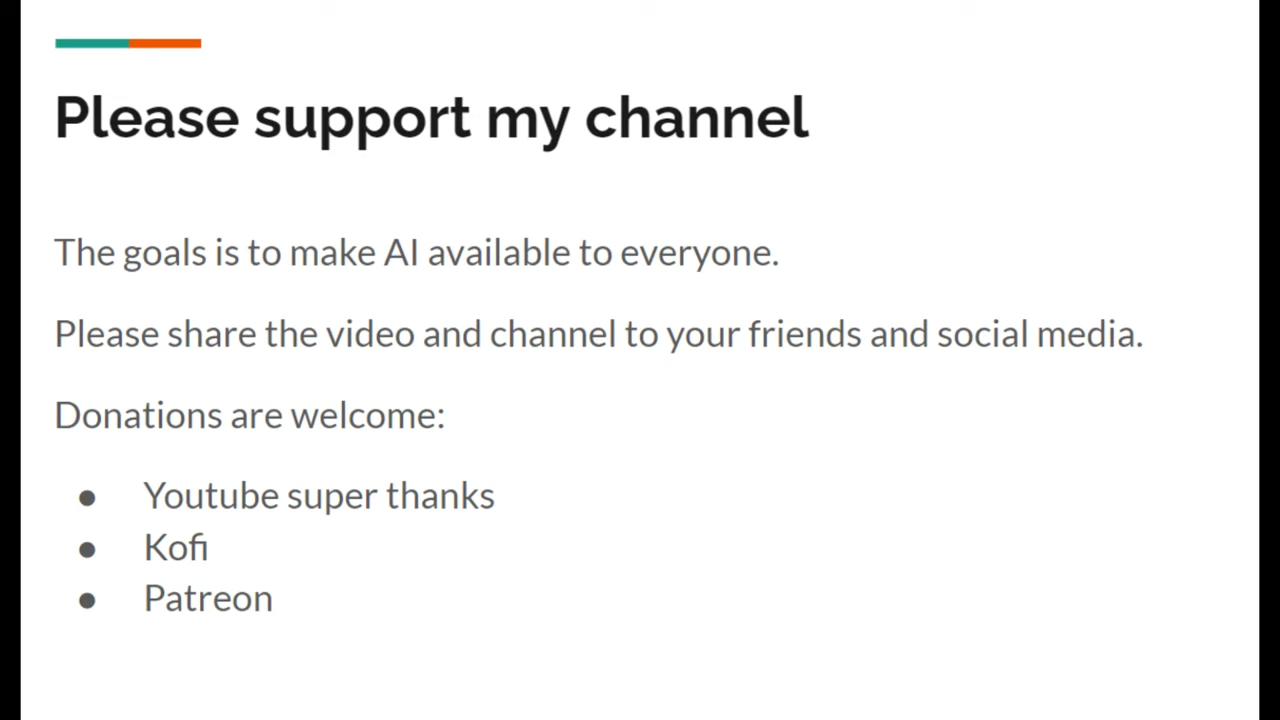 Please support my channel
The goals is to make AI available to everyone.
Please share the video and channel to your friends and social media.
Donations are welcome:
● Youtube super thanks
● Kofi
● Patreon